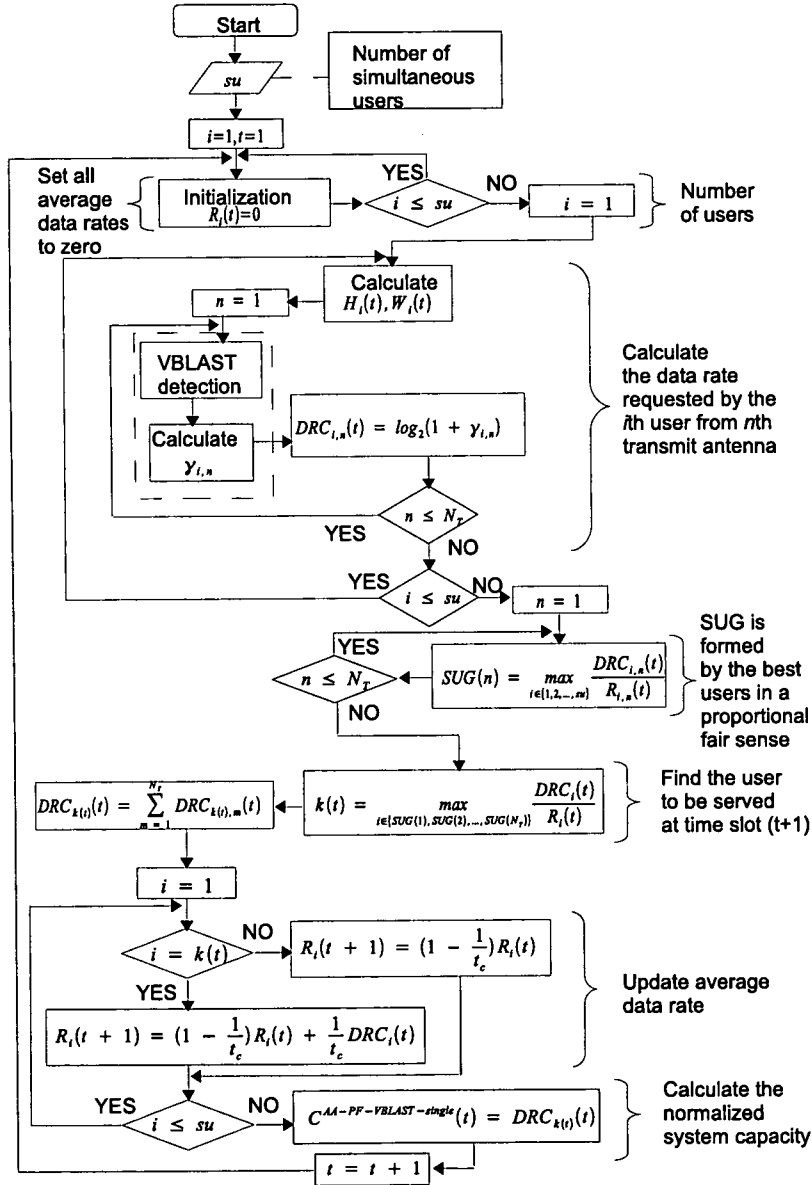 Start
su
Number of
simultaneous
users
i=1,t=1
Set all
average
data rates
to zero
Initialization
R_i(t)=0
YES
i ≤ su
NO
i = 1
Number
of users
Calculate
H_i(t), W_i(t)
n = 1
VBLAST
detection
Calculate
γ_{i,n}
DRC_{i,n}(t) = log_2(1 + γ_{i,n})
Calculate
the data rate
requested by the
ith user from nth
transmit antenna
n ≤ N_T
YES
NO
YES
i ≤ su
NO
n = 1
YES
n ≤ N_T
NO
SUG(n) = max_{i∈{1,2,...,su}} DRC_{i,n}(t) / R_{i,n}(t)
SUG is
formed
by the best
users in a
proportional
fair sense
DRC_{k(t)}(t) = ∑_{m = 1}^{N_T} DRC_{k(t),m}(t)
k(t) = max_{i∈{SUG(1),SUG(2),...,SUG(N_T)}} DRC_i(t) / R_i(t)
Find the user
to be served
at time slot (t+1)
i = 1
i = k(t)
NO
R_i(t + 1) = (1 - 1/t_c)R_i(t)
YES
R_i(t + 1) = (1 - 1/t_c)R_i(t) + 1/t_c DRC_i(t)
Update average
data rate
YES
i ≤ su
NO
C^{AA-PF-VBLAST-single}(t) = DRC_{k(t)}(t)
Calculate the
normalized
system capacity
t = t + 1